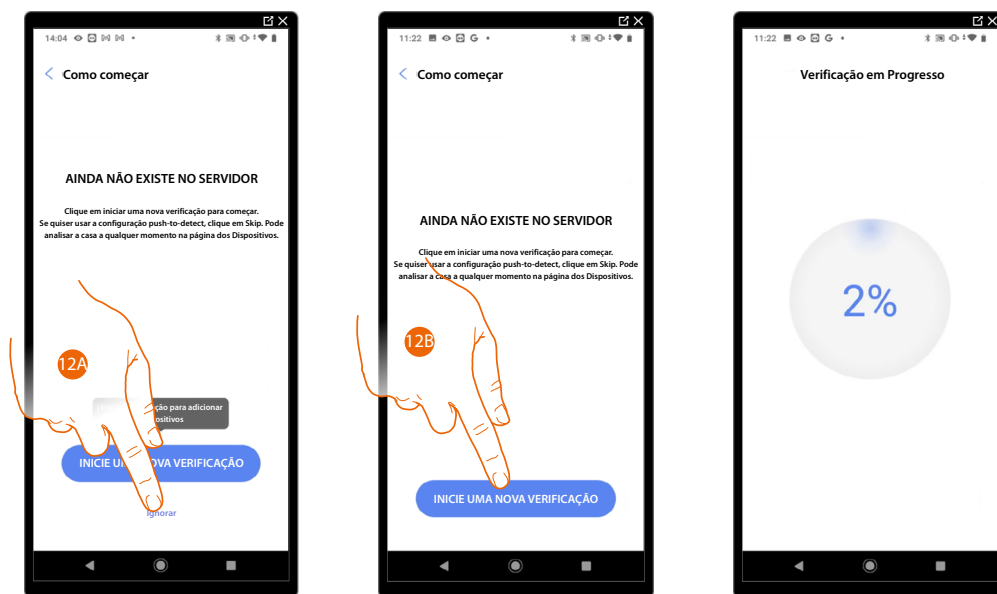 14:04
Como começar
AINDA NÃO EXISTE NO SERVIDOR
Clique em iniciar uma nova verificação para começar.
Se quiser usar a configuração push-to-detect, clique em Skip. Pode
analisar a casa a qualquer momento na página dos Dispositivos.
12A
para adicionar
INICIE VERIFICAÇÃO
Ignorar
11:22 G
Como começar
AINDA NÃO EXISTE NO SERVIDOR
Clique em iniciar uma nova verificação para começar.
Se quiser usar a configuração push-to-detect, clique em Skip. Pode
analisar a casa a qualquer momento na página dos Dispositivos.
12B
INICIE UMA NOVA VERIFICAÇÃO
11:22 G
Verificação em Progresso
2%